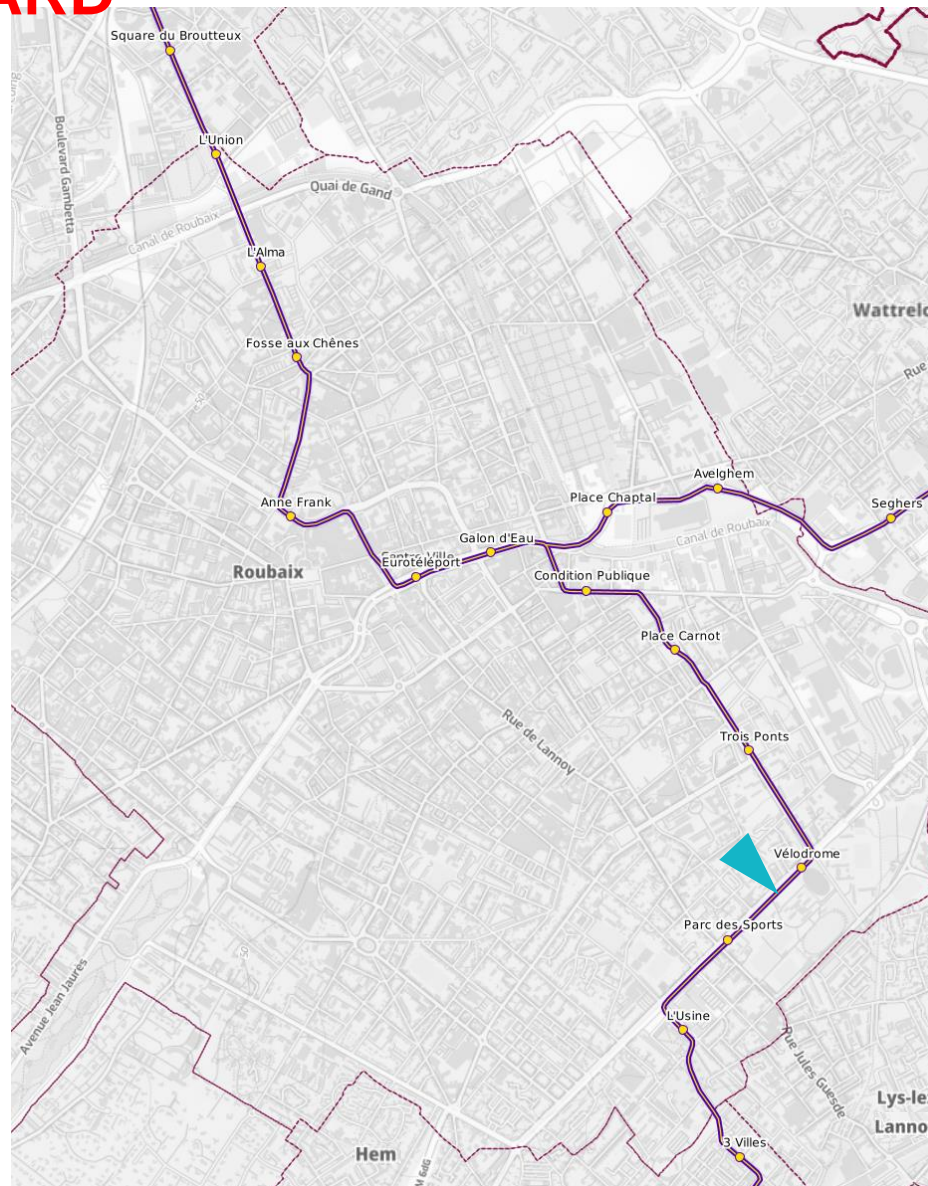 Square du Broutteux
L'Union
Boulevard Gambetta
Quai de Gand
Canal de Roubaix
L'Alma
Wattrelo
Fosse aux Chênes
Rue
Avelghem
Place Chaptal
Seghers
Anne Frank
Canal de Roubaix
Galon d'Eau
Centre-Ville
Eurotéléport
Roubaix
Condition Publique
Place Carnot
Rue de Lannoy
Trois Ponts
Vélodrome
Parc des Sports
Avenue Jean Jaurès
L'Usine
Rue Jules Guesde
Lys-lez
Lannoy
3 Villes
Hem
M 6dG